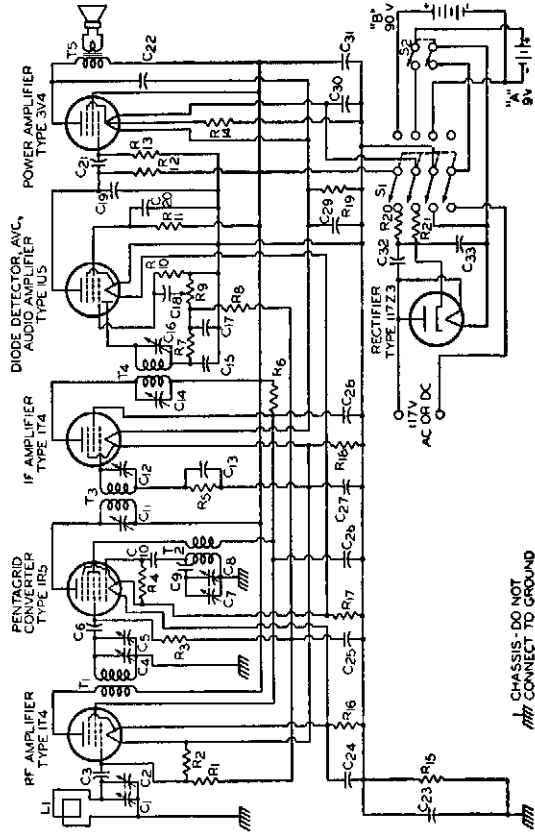 RF AMPLIFIER
TYPE 1T4
PENTAGRID
CONVERTER
TYPE 1R5
IF AMPLIFIER
TYPE 1T4
DIODE DETECTOR, AVC,
AUDIO AMPLIFIER
TYPE 1U5
POWER AMPLIFIER
TYPE 3V4
L1
C1
C2
C3
R1
R2
T1
C4
C5
C6
R3
R4
C10
C9
T2
C7
C8
C11
T3
C12
R5
C13
C14
T4
C16
R6
R7
C15
C17
R8
R9
C18
R10
R11
C20
C19
C21
R12
R13
R14
T5
C22
C23
R15
C24
R16
C25
R17
C26
C27
R18
C26
C29
R19
C30
C31
CHASSIS - DO NOT
CONNECT TO GROUND
117V
AC OR DC
RECTIFIER
TYPE 117Z3
C32
C33
R20
R21
S1
S2
"B"
90 V
"A"
9V